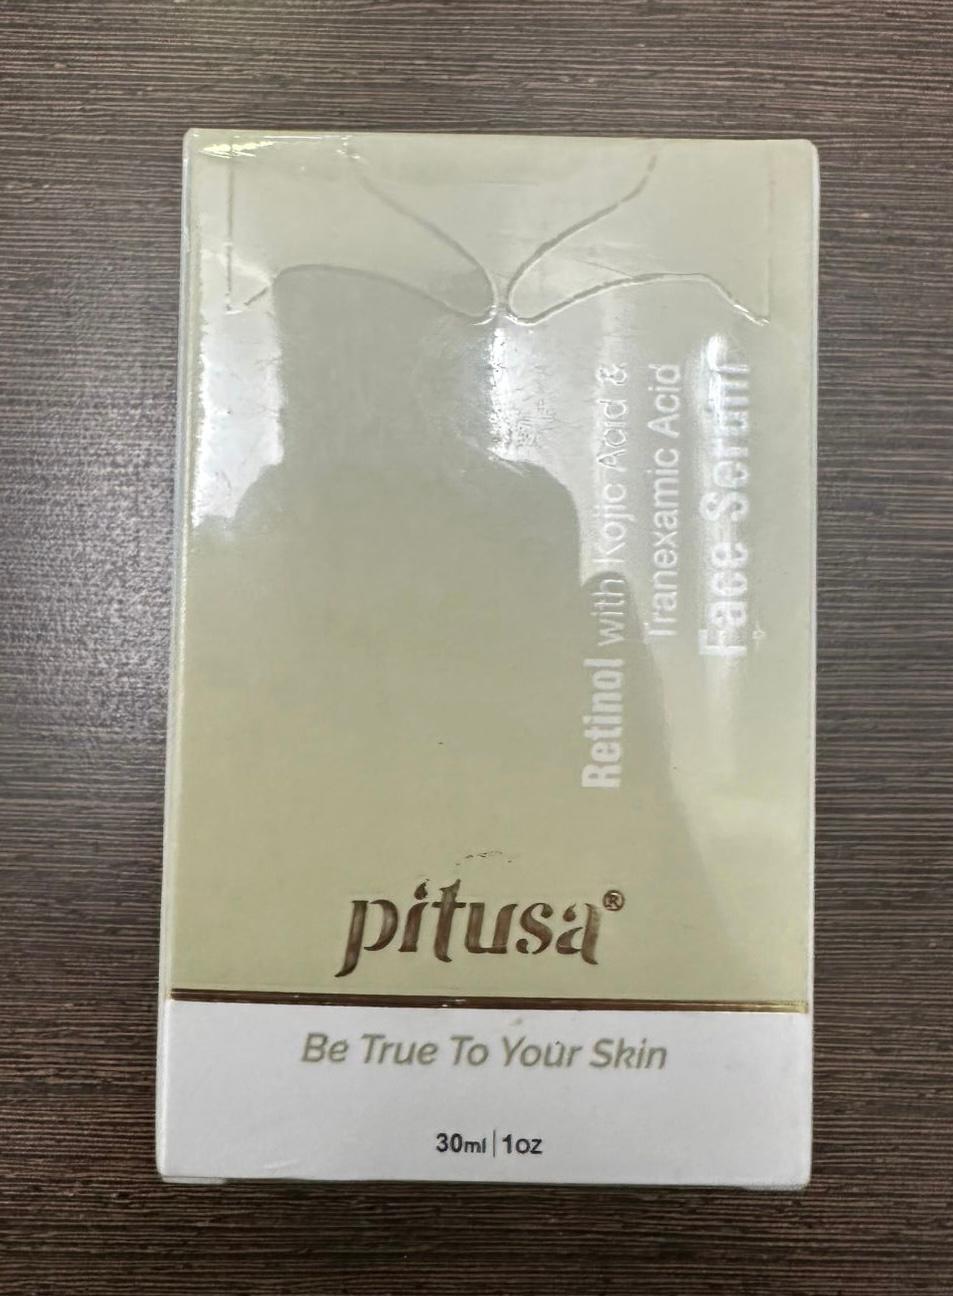 Retinol with Kojic Acid &
Tranexamic Acid
Face Serum
pitusa®
Be True To Your Skin
30ml | 1oz